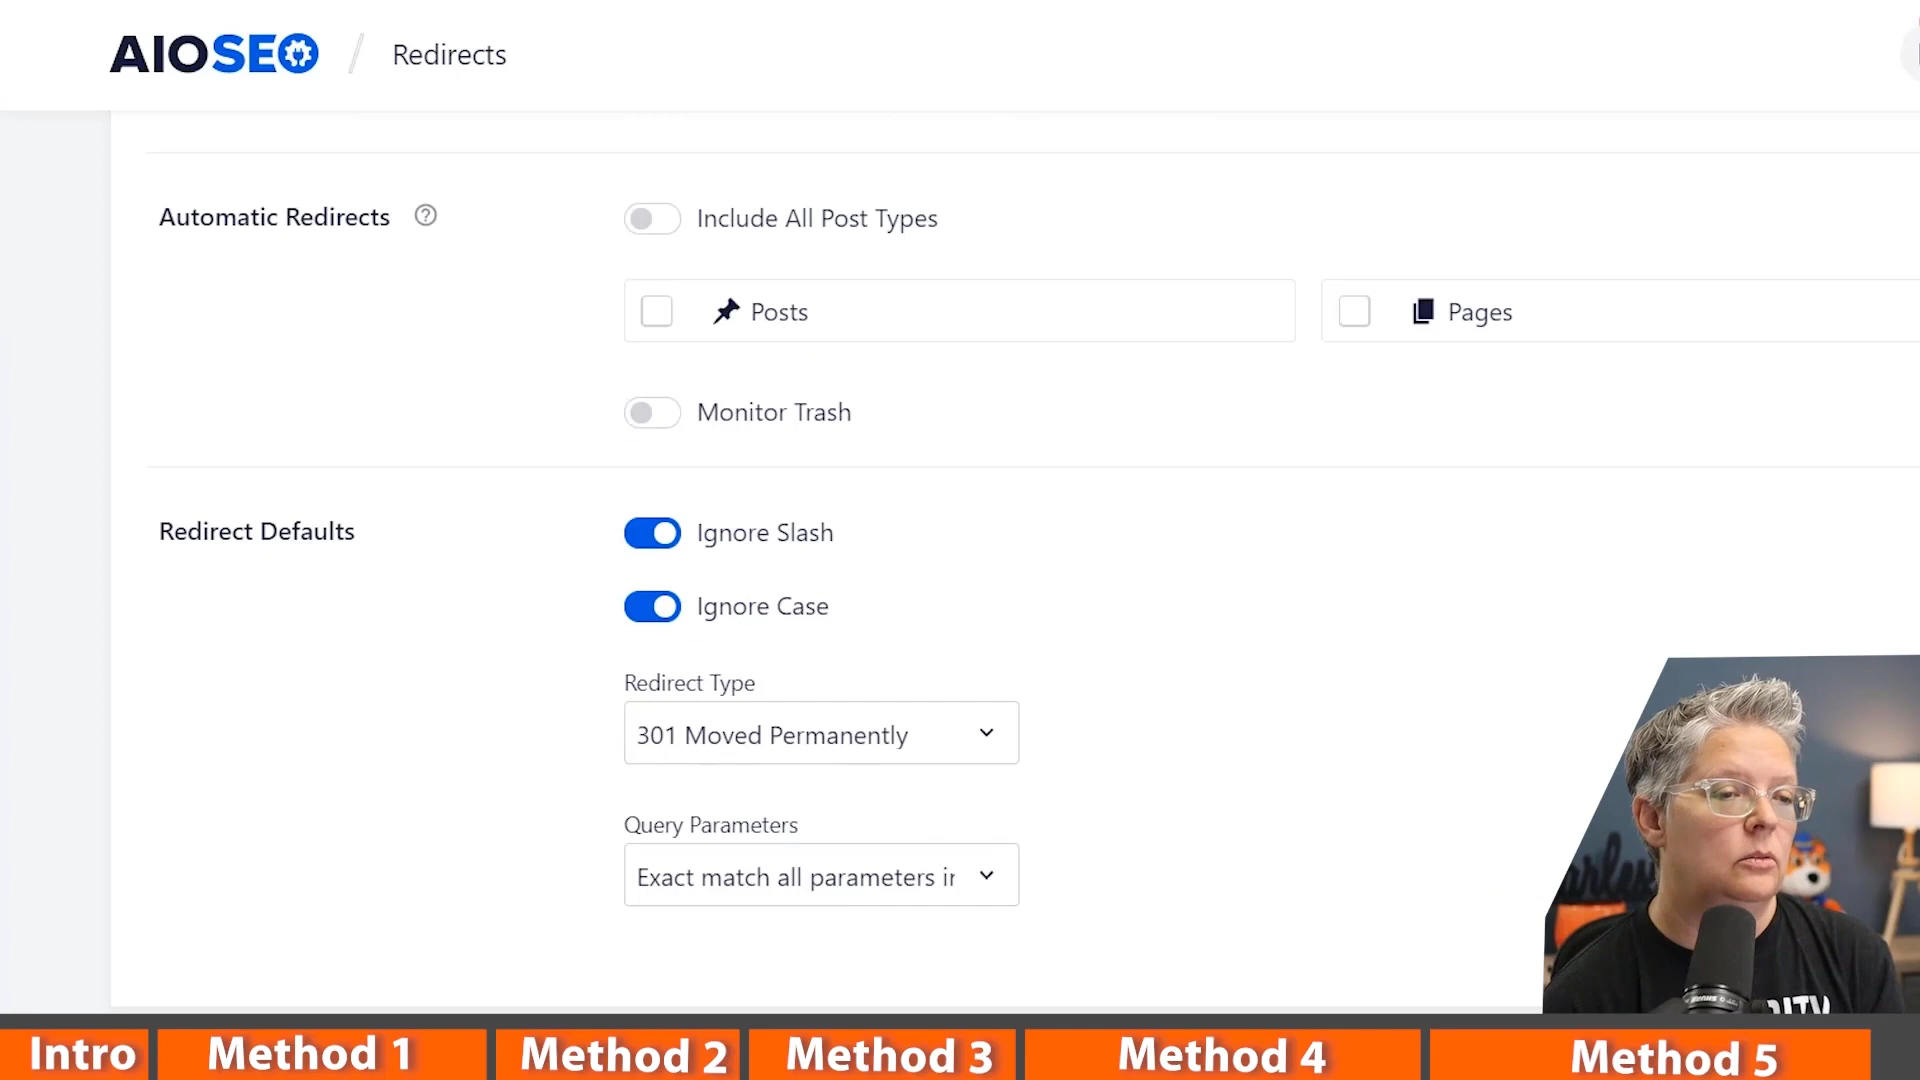 AIOSEO / Redirects
Automatic Redirects
Include All Post Types
Posts
Pages
Monitor Trash
Redirect Defaults
Ignore Slash
Ignore Case
Redirect Type
301 Moved Permanently
Query Parameters
Exact match all parameters in
SHURE
Intro
Method 1
Method 2
Method 3
Method 4
Method 5